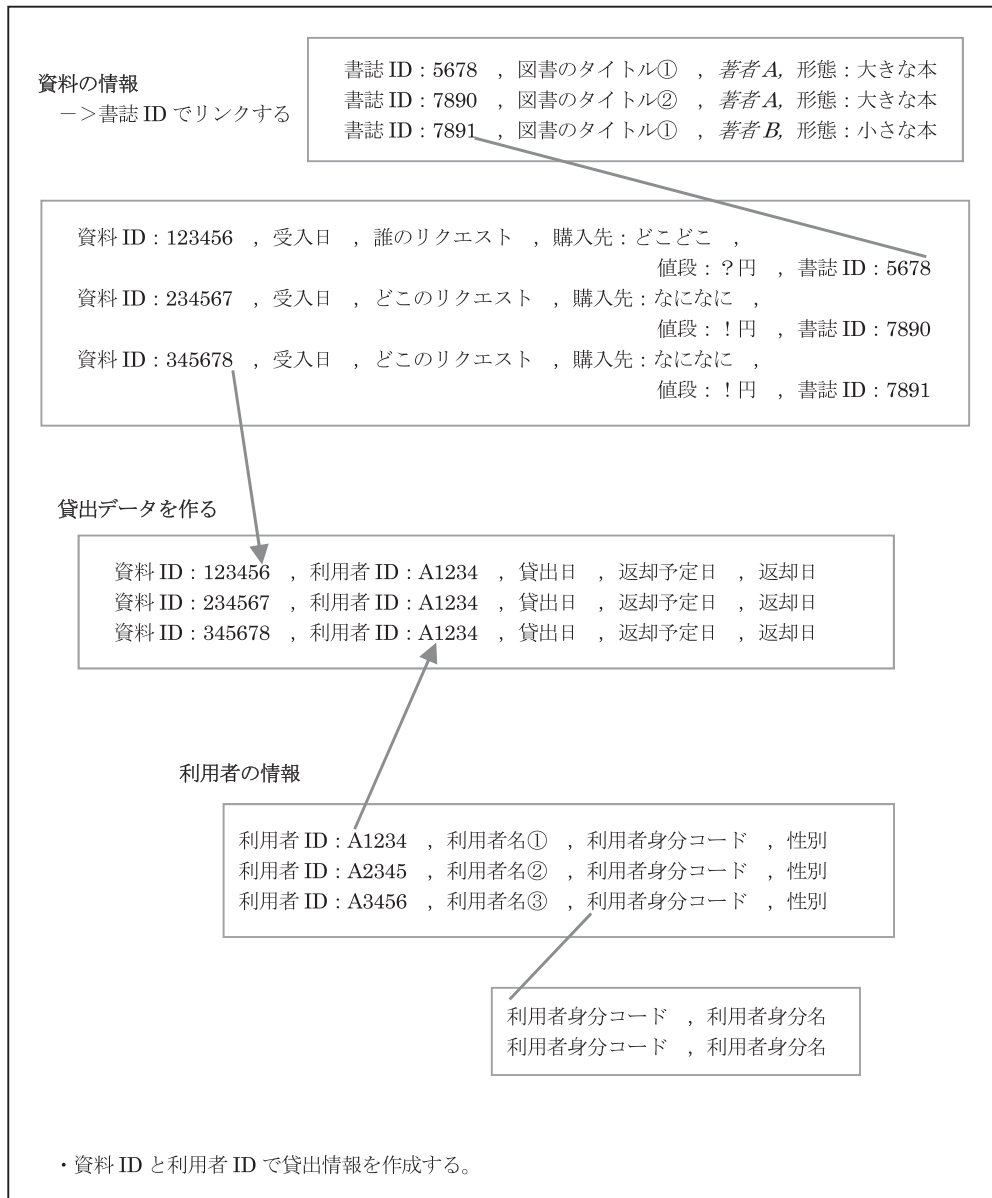 資料の情報
－＞書誌 ID でリンクする
書誌 ID：5678 ，図書のタイトル① ，著者 A, 形態：大きな本
書誌 ID：7890 ，図書のタイトル② ，著者 A, 形態：大きな本
書誌 ID：7891 ，図書のタイトル① ，著者 B, 形態：小さな本
資料 ID：123456 ，受入日 ，誰のリクエスト ，購入先：どこどこ ，
値段：？円 ，書誌 ID：5678
資料 ID：234567 ，受入日 ，どこのリクエスト ，購入先：なになに ，
値段：！円 ，書誌 ID：7890
資料 ID：345678 ，受入日 ，どこのリクエスト ，購入先：なになに ，
値段：！円 ，書誌 ID：7891
貸出データを作る
資料 ID：123456 ，利用者 ID：A1234 ，貸出日 ，返却予定日 ，返却日
資料 ID：234567 ，利用者 ID：A1234 ，貸出日 ，返却予定日 ，返却日
資料 ID：345678 ，利用者 ID：A1234 ，貸出日 ，返却予定日 ，返却日
利用者の情報
利用者 ID：A1234 ，利用者名① ，利用者身分コード ，性別
利用者 ID：A2345 ，利用者名② ，利用者身分コード ，性別
利用者 ID：A3456 ，利用者名③ ，利用者身分コード ，性別
利用者身分コード ，利用者身分名
利用者身分コード ，利用者身分名
・資料 ID と利用者 ID で貸出情報を作成する。